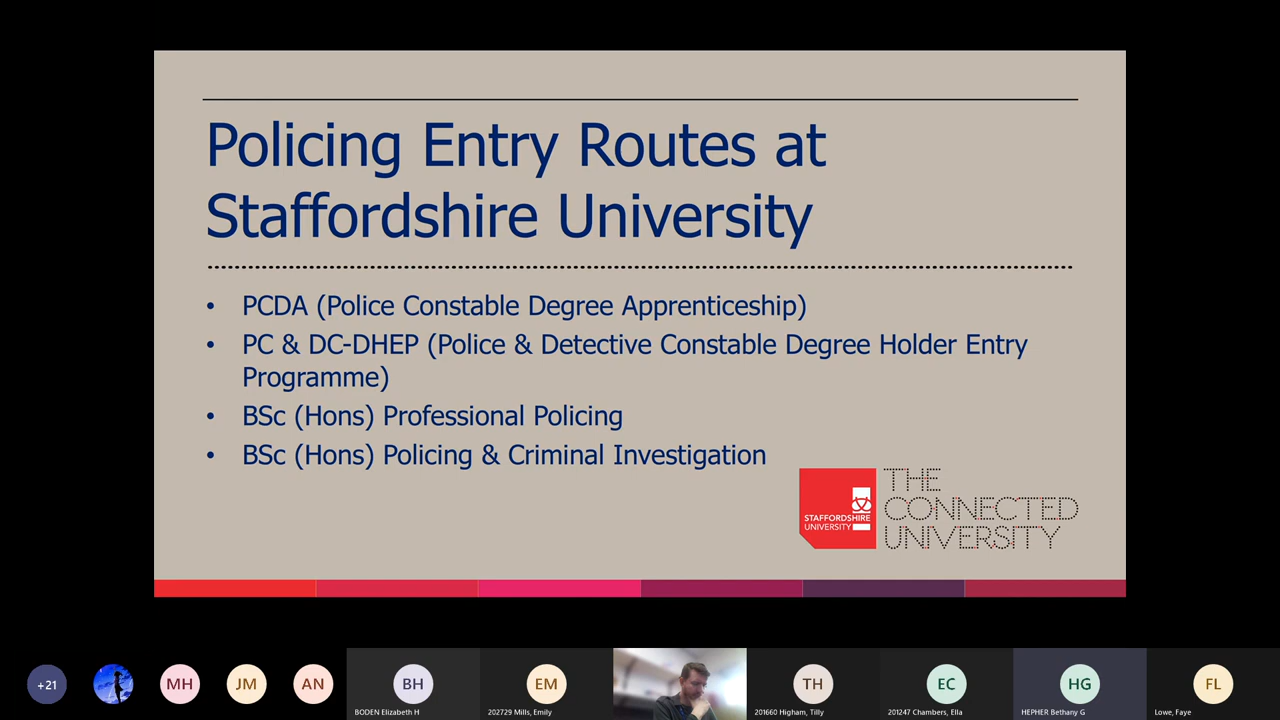 Policing Entry Routes at
Staffordshire University
• PCDA (Police Constable Degree Apprenticeship)
• PC & DC-DHEP (Police & Detective Constable Degree Holder Entry
Programme)
• BSc (Hons) Professional Policing
• BSc (Hons) Policing & Criminal Investigation
STAFFORDSHIRE
UNIVERSITY
THE
CONNECTED
UNIVERSITY
+21
MH
JM
AN
BH
EM
TH
EC
HG
FL
BODEN Elizabeth H
202729 Mills, Emily
201660 Higham, Tilly
201247 Chambers, Ella
HEPHER Bethany G
Lowe, Faye